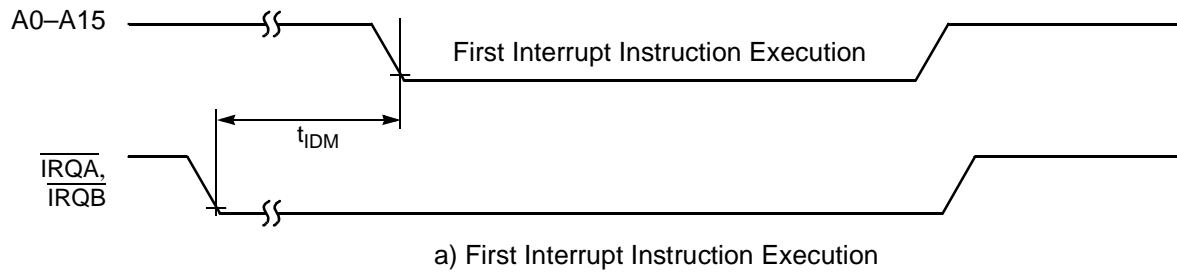 A0–A15
First Interrupt Instruction Execution
tIDM
IRQA,
IRQB
a) First Interrupt Instruction Execution